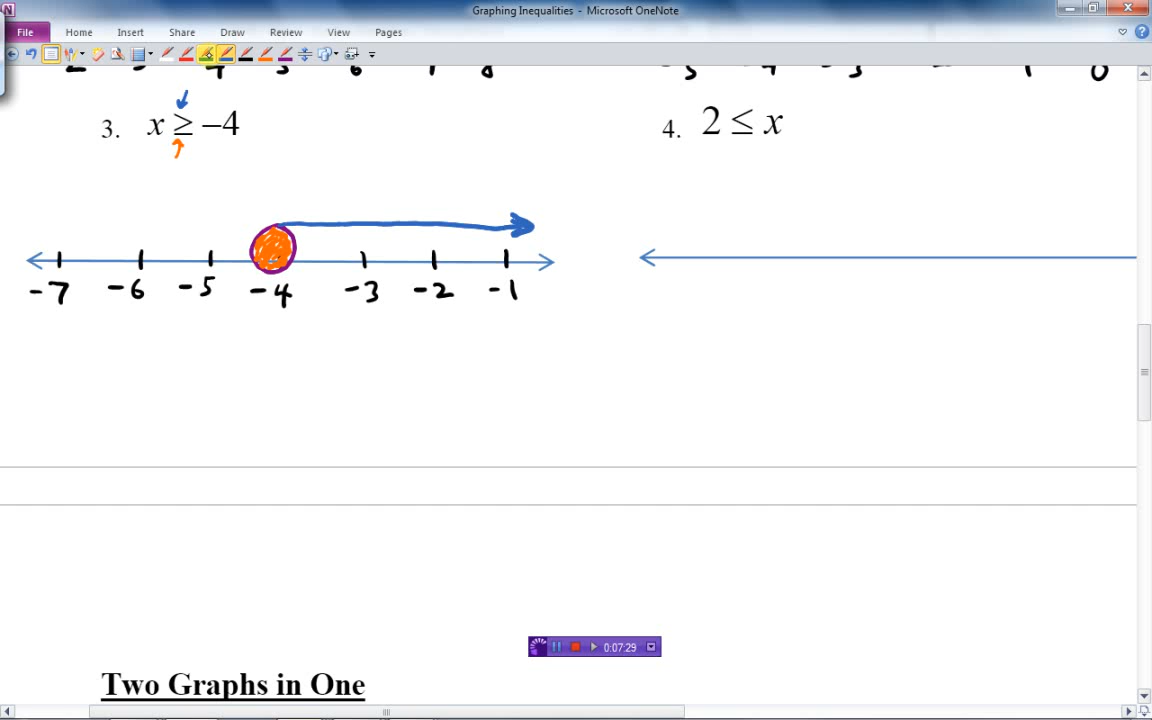 Graphing Inequalities - Microsoft OneNote
File Home Insert Share Draw Review View Pages
3. x ≥ −4
4. 2 ≤ x
-7 -6 -5 -4 -3 -2 -1
0:07:29
Two Graphs in One